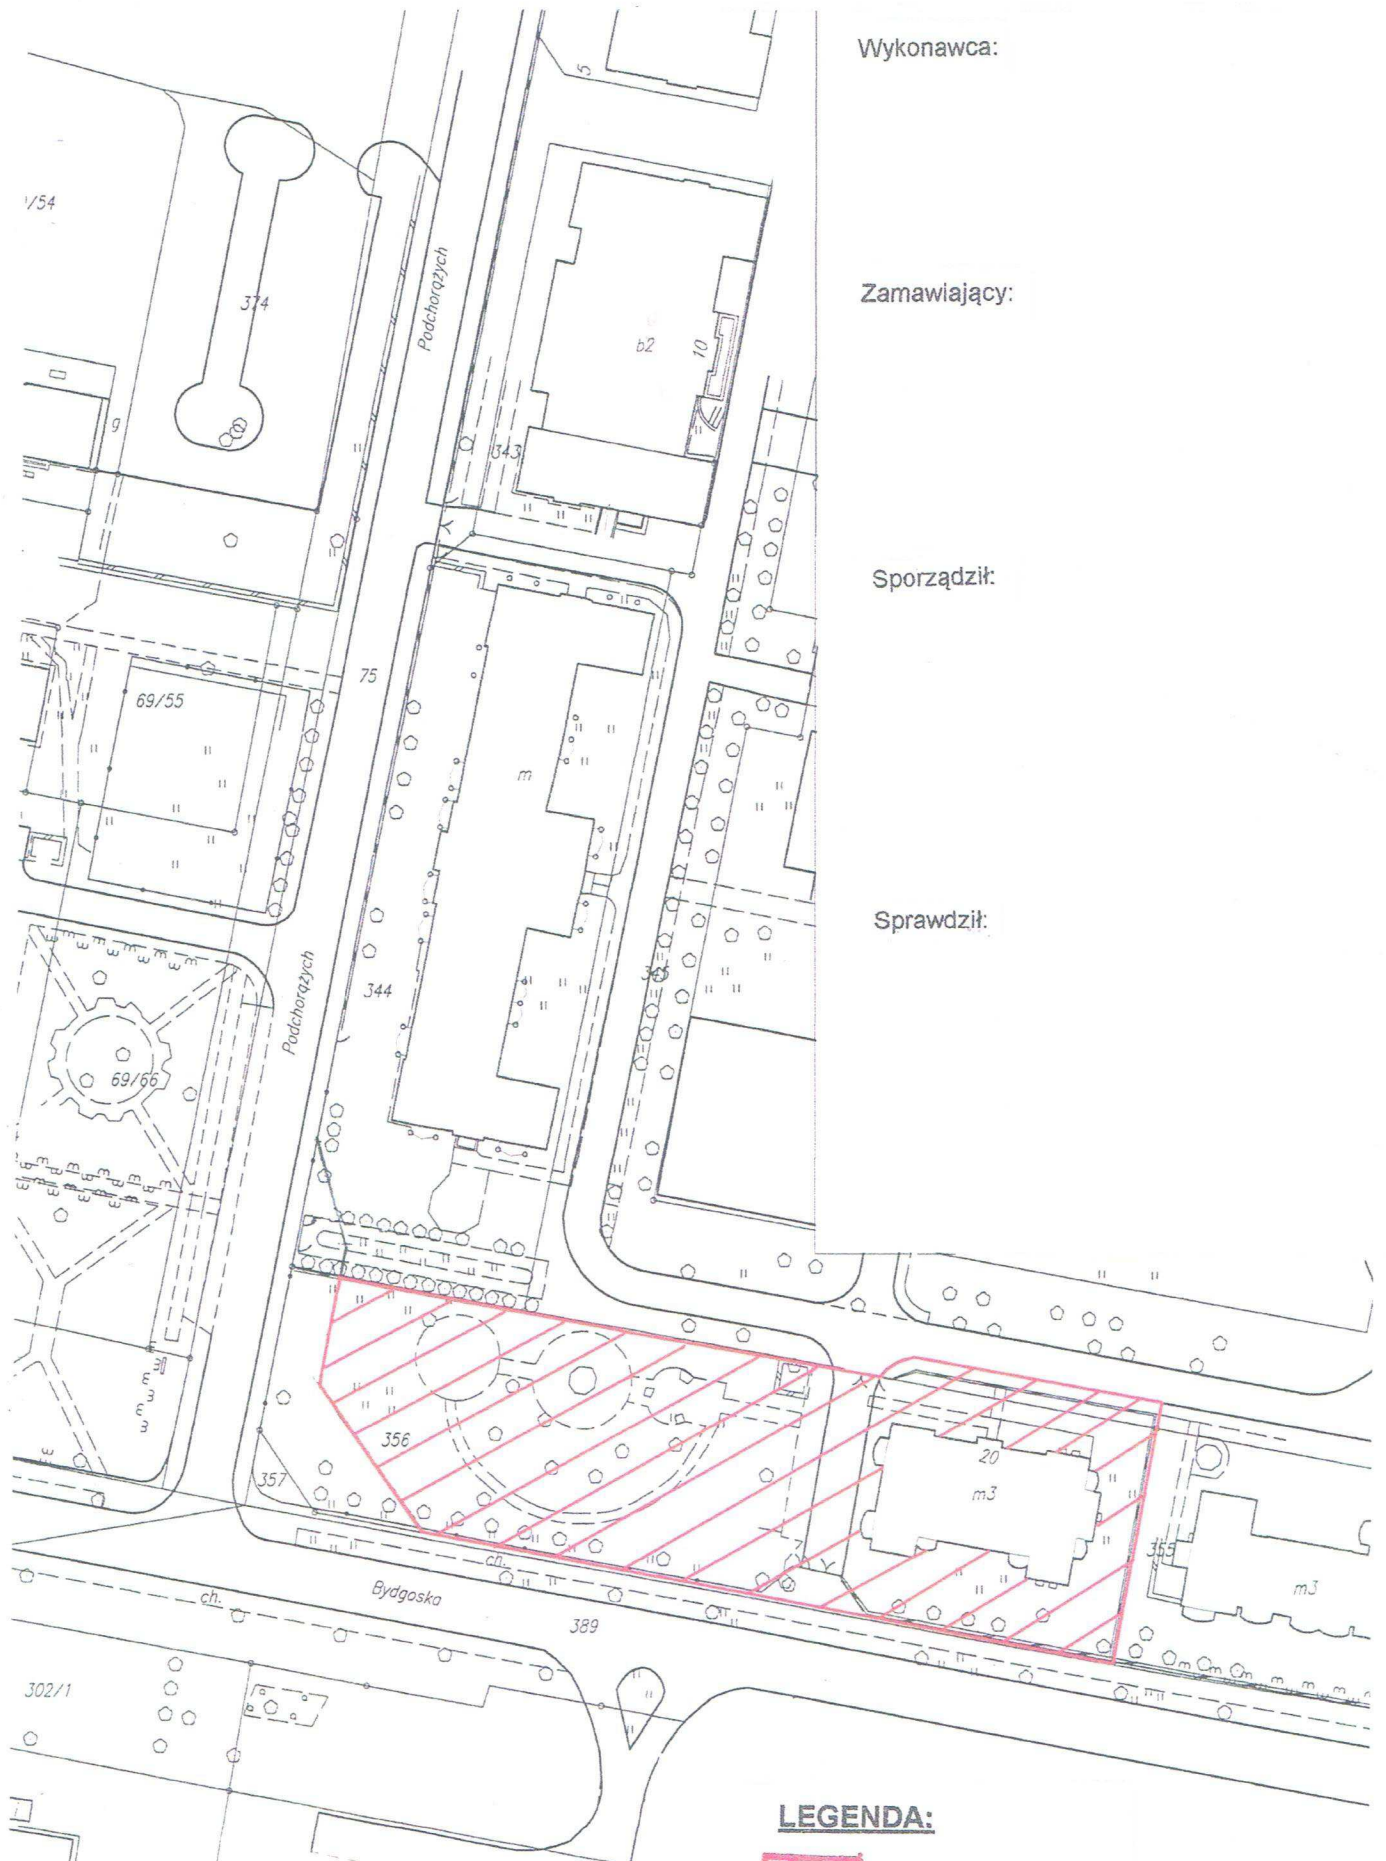 Wykonawca:
5
/54
Podchorążych
Zamawiający:
374
b2
10
g
343
Sporządził:
75
69/55
m
Sprawdził:
Podchorążych
345
344
69/66
356
20
357
m3
355
ch.
m3
ch.
Bydgoska
389
302/1
LEGENDA: